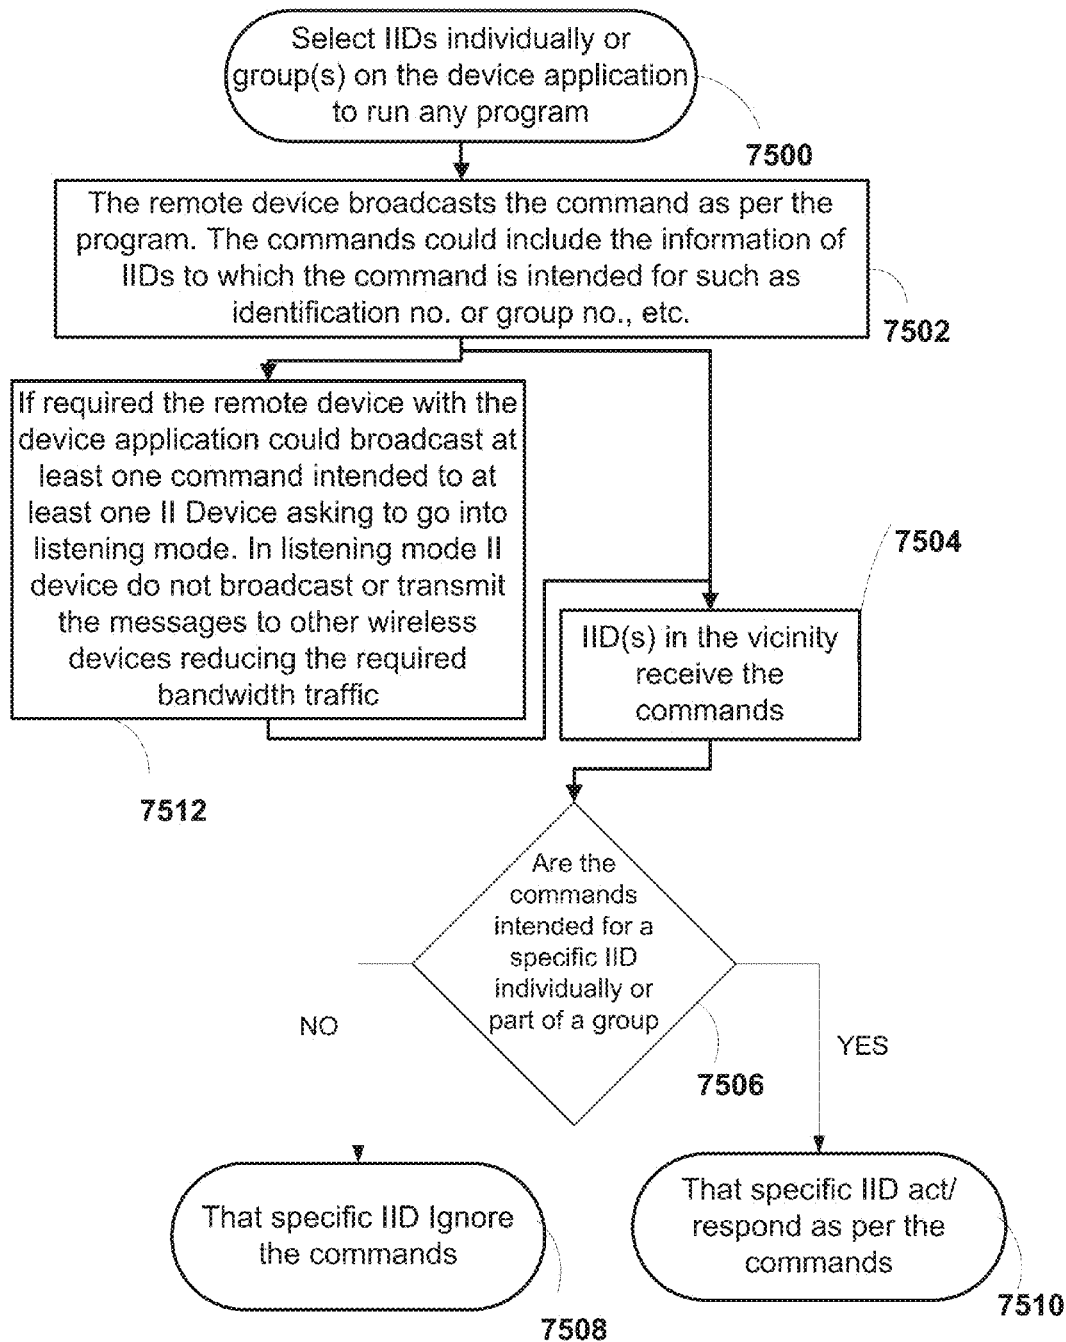 Select IIDs individually or
group(s) on the device application
to run any program
7500
The remote device broadcasts the command as per the
program. The commands could include the information of
IIDs to which the command is intended for such as
identification no. or group no., etc.
7502
If required the remote device with the
device application could broadcast at
least one command intended to at
least one II Device asking to go into
listening mode. In listening mode II
device do not broadcast or transmit
the messages to other wireless
devices reducing the required
bandwidth traffic
7512
7504
IID(s) in the vicinity
receive the
commands
Are the
commands
intended for a
specific IID
individually or
part of a group
7506
NO
YES
That specific IID Ignore
the commands
7508
That specific IID act/
respond as per the
commands
7510